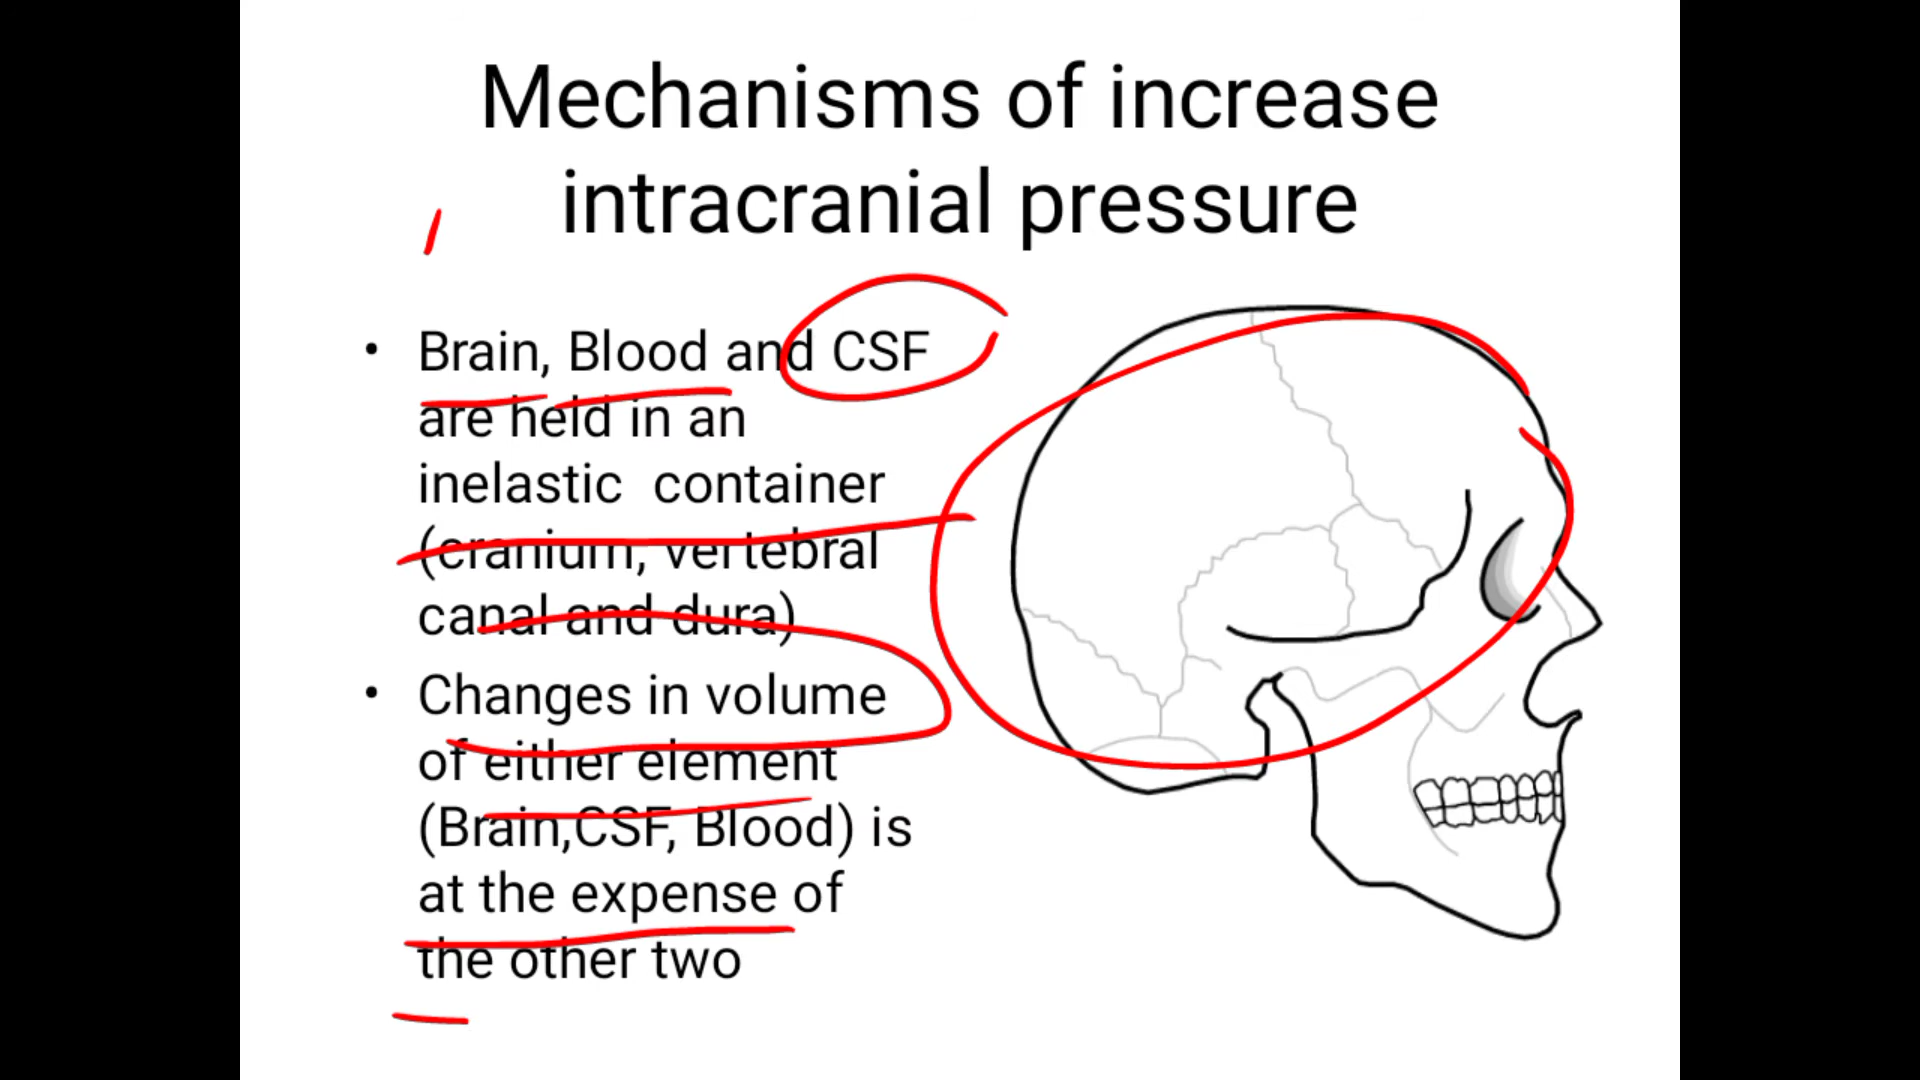 Mechanisms of increase
intracranial pressure
• Brain, Blood and CSF
are held in an
inelastic container
(cranium, vertebral
canal and dura)
• Changes in volume
of either element
(Brain,CSF, Blood) is
at the expense of
the other two